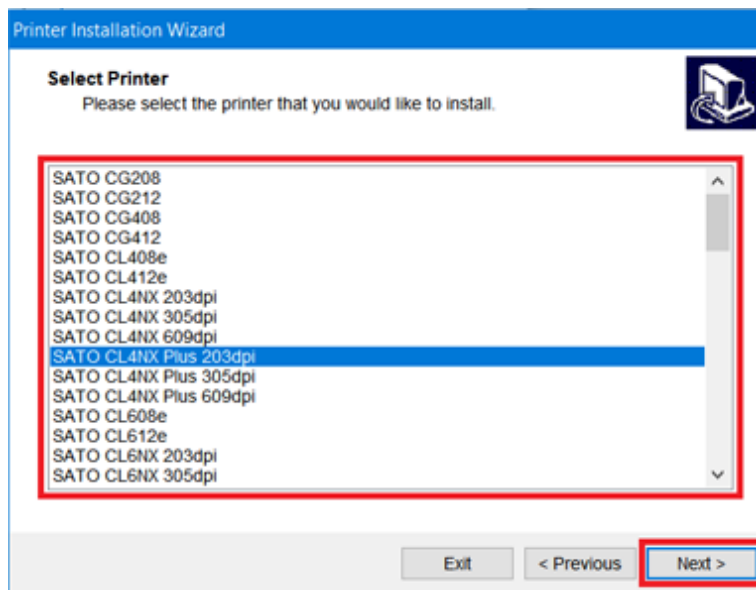 Printer Installation Wizard
Select Printer
Please select the printer that you would like to install.
SATO CG208
SATO CG212
SATO CG408
SATO CG412
SATO CL408e
SATO CL412e
SATO CL4NX 203dpi
SATO CL4NX 305dpi
SATO CL4NX 609dpi
SATO CL4NX Plus 203dpi
SATO CL4NX Plus 305dpi
SATO CL4NX Plus 609dpi
SATO CL608e
SATO CL612e
SATO CL6NX 203dpi
SATO CL6NX 305dpi
Exit < Previous Next >